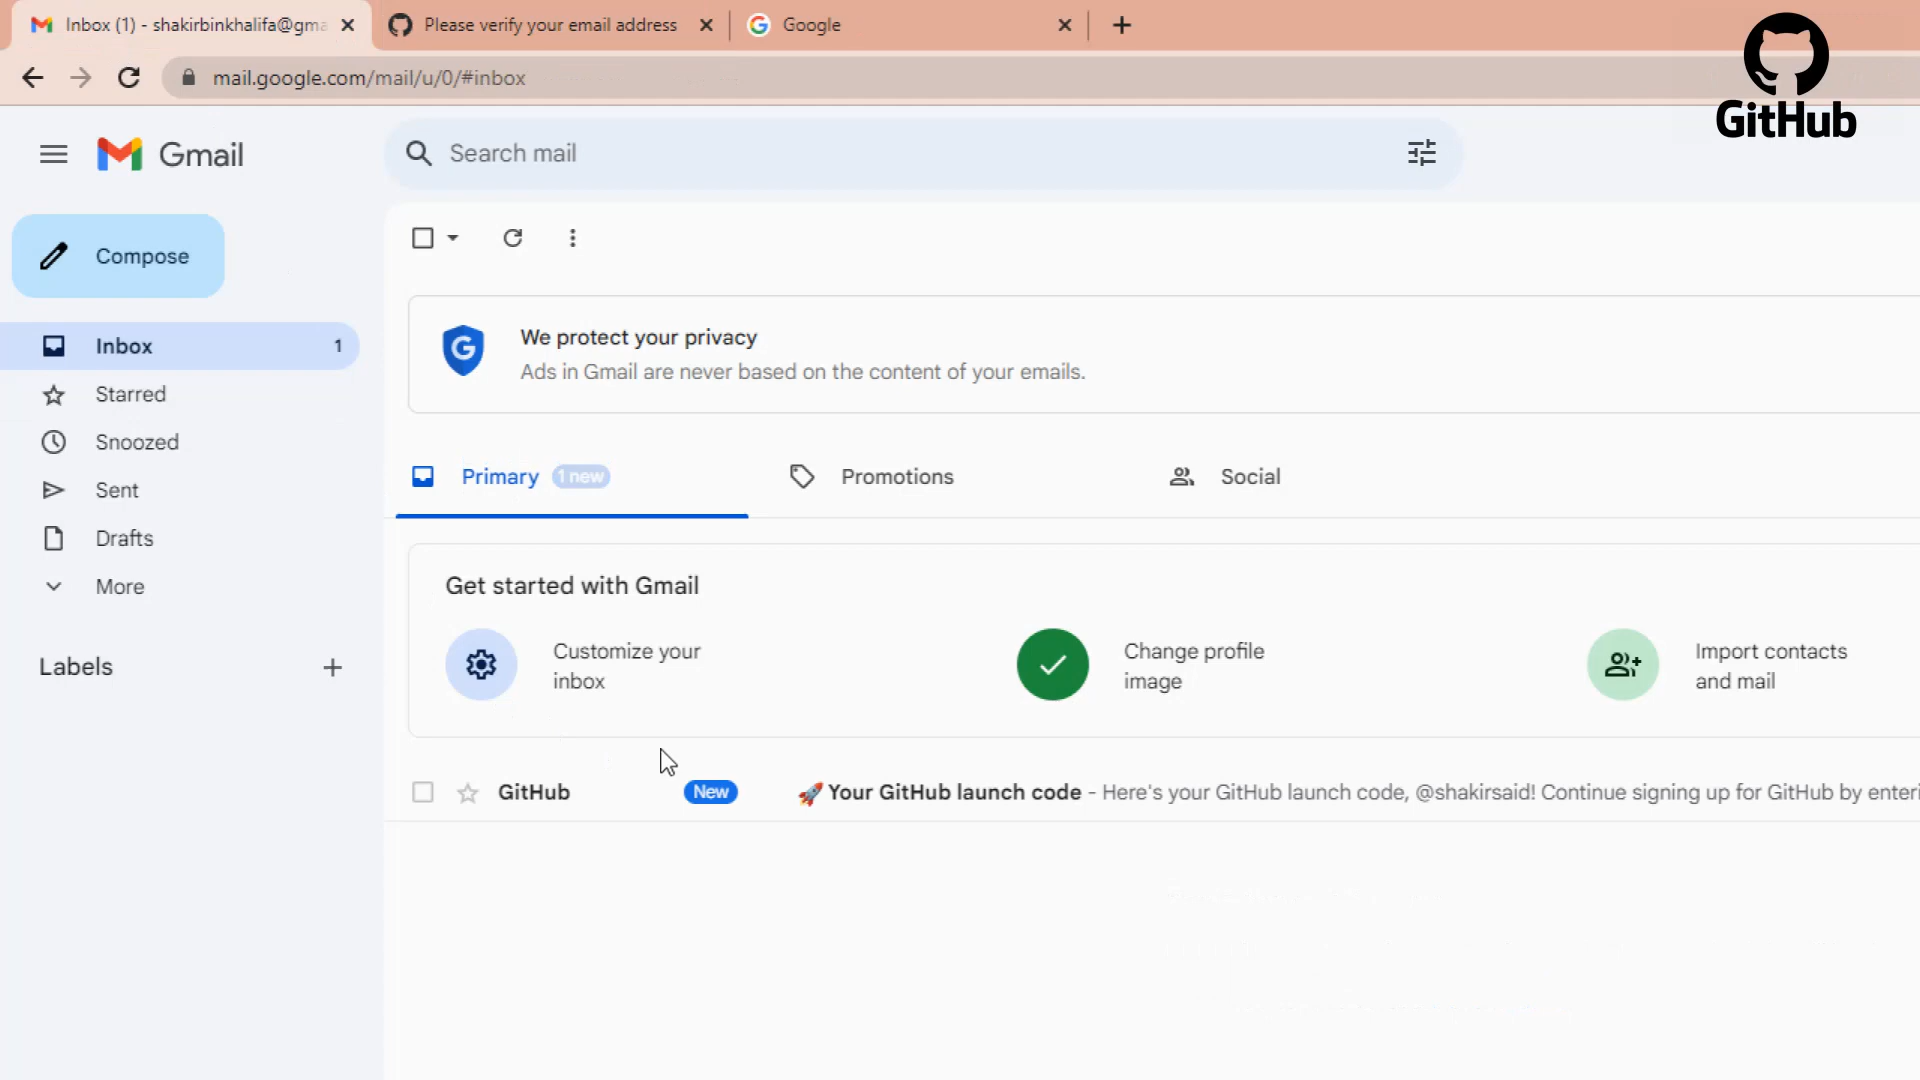 Inbox (1) - shakirbinkhalifa@gma
Please verify your email address
Google
mail.google.com/mail/u/0/#inbox
GitHub
Gmail
Search mail
Compose
We protect your privacy
Ads in Gmail are never based on the content of your emails.
Inbox 1
Starred
Snoozed
Sent
Drafts
More
Labels
Primary 1 new
Promotions
Social
Get started with Gmail
Customize your
inbox
Change profile
image
Import contacts
and mail
GitHub New 🚀 Your GitHub launch code - Here's your GitHub launch code, @shakirsaid! Continue signing up for GitHub by enteri